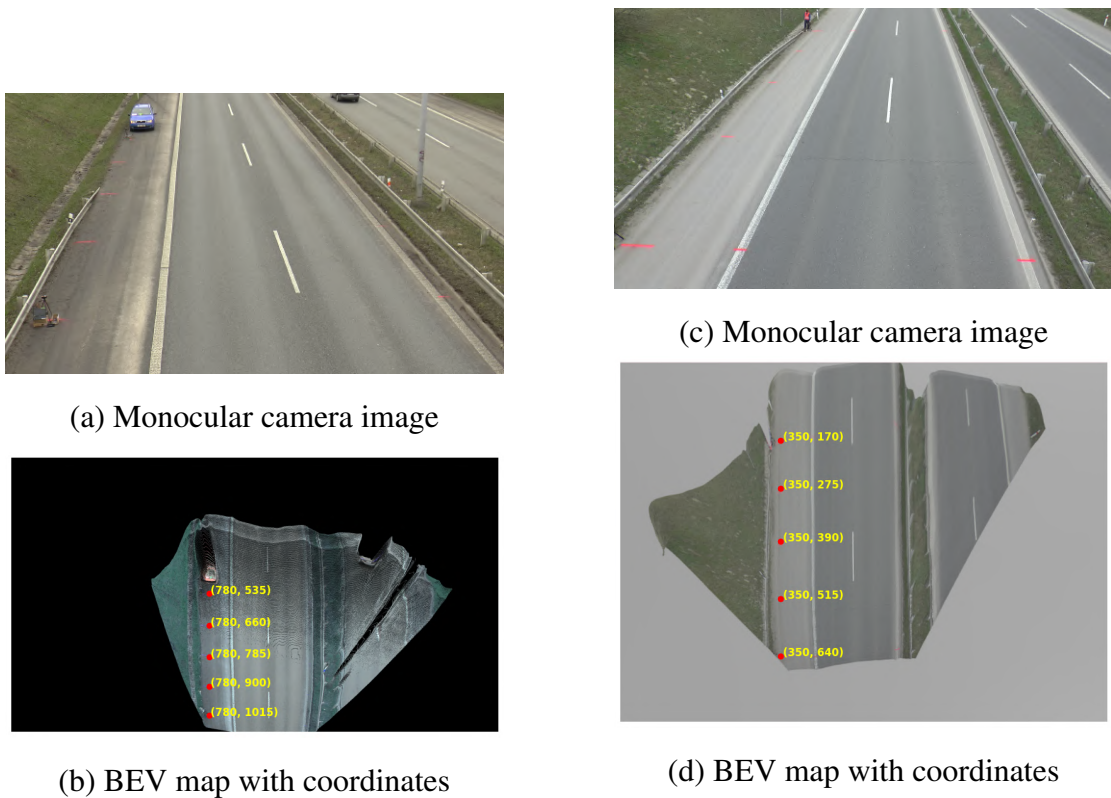 (a) Monocular camera image
(780, 535)
(780, 660)
(780, 785)
(780, 900)
(780, 1015)
(b) BEV map with coordinates
(c) Monocular camera image
(350, 170)
(350, 275)
(350, 390)
(350, 515)
(350, 640)
(d) BEV map with coordinates